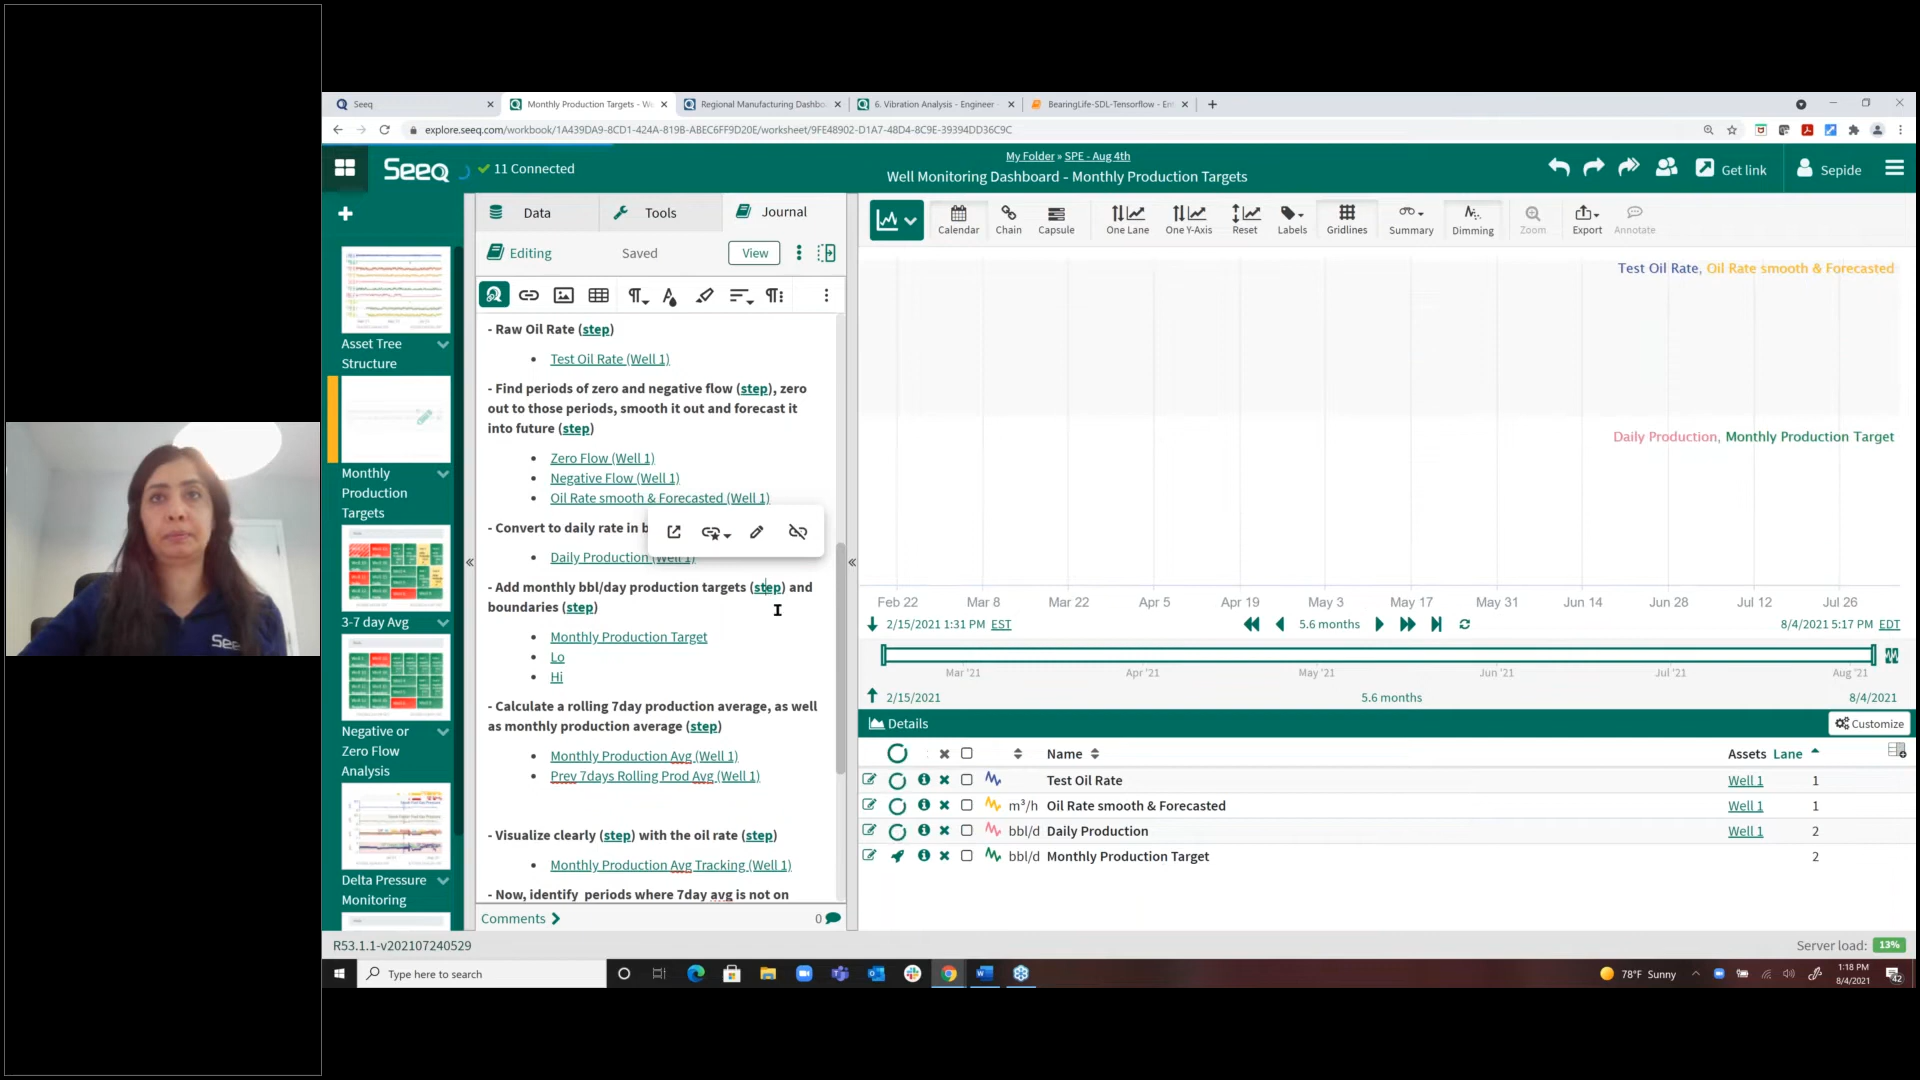 Seeq
Monthly Production Targets - We
Regional Manufacturing Dashbo
6. Vibration Analysis - Engineer
BearingLife-SDL-Tensorflow - Em
explore.seeq.com/workbook/1A439DA9-8CD1-424A-819B-ABEC6FF9D20E/worksheet/9FE48902-D1A7-48D4-8C9E-39394DD36C9C
Seeq
11 Connected
My Folder » SPE - Aug 4th
Well Monitoring Dashboard - Monthly Production Targets
Get link
Sepide
Data
Tools
Journal
Editing
Saved
View
Calendar
Chain
Capsule
One Lane
One Y-Axis
Reset
Labels
Gridlines
Summary
Dimming
Zoom
Export
Annotate
Asset Tree
Structure
Monthly
Production
Targets
3-7 day Avg
Negative or
Zero Flow
Analysis
Delta Pressure
Monitoring
- Raw Oil Rate (step)
• Test Oil Rate (Well 1)
- Find periods of zero and negative flow (step), zero
out to those periods, smooth it out and forecast it
into future (step)
• Zero Flow (Well 1)
• Negative Flow (Well 1)
• Oil Rate smooth & Forecasted (Well 1)
- Convert to daily rate in b
• Daily Production (Well 1)
- Add monthly bbl/day production targets (step) and
boundaries (step)
• Monthly Production Target
• Lo
• Hi
- Calculate a rolling 7day production average, as well
as monthly production average (step)
• Monthly Production Avg (Well 1)
• Prev 7days Rolling Prod Avg (Well 1)
- Visualize clearly (step) with the oil rate (step)
• Monthly Production Avg Tracking (Well 1)
- Now, identify periods where 7day avg is not on
Comments
0
Test Oil Rate, Oil Rate smooth & Forecasted
Daily Production, Monthly Production Target
Feb 22 Mar 8 Mar 22 Apr 5 Apr 19 May 3 May 17 May 31 Jun 14 Jun 28 Jul 12 Jul 26
2/15/2021 1:31 PM EST
5.6 months
8/4/2021 5:17 PM EDT
Mar '21 Apr '21 May '21 Jun '21 Jul '21 Aug '21
2/15/2021
5.6 months
8/4/2021
Details
Customize
Name
Assets Lane
Test Oil Rate Well 1 1
m³/h Oil Rate smooth & Forecasted Well 1 1
bbl/d Daily Production Well 1 2
bbl/d Monthly Production Target 2
R53.1.1-v202107240529
Server load: 13%
Type here to search
78°F Sunny
1:18 PM
8/4/2021
42